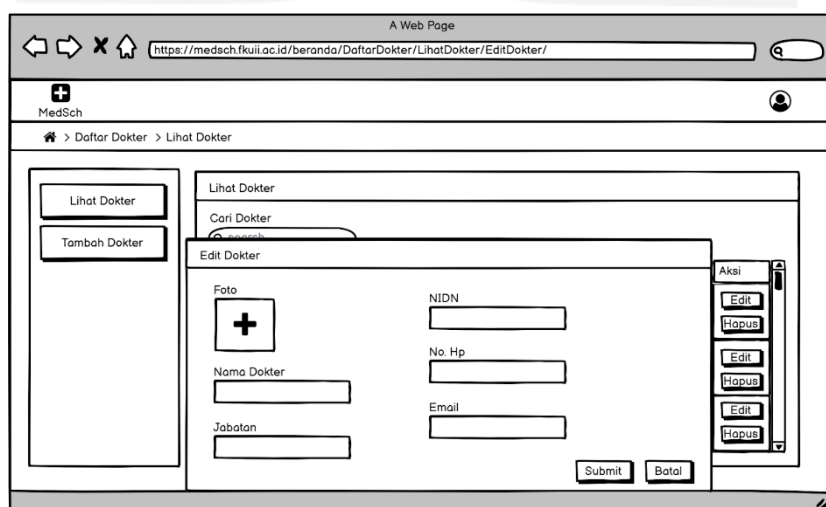 A Web Page
https://medsch.fkuii.ac.id/beranda/DaftarDokter/LihatDokter/EditDokter/
MedSch
> Daftar Dokter > Lihat Dokter
Lihat Dokter
Tambah Dokter
Lihat Dokter
Cari Dokter
search
Edit Dokter
Foto
Nama Dokter
Jabatan
NIDN
No. Hp
Email
Submit Batal
Aksi
Edit
Hapus
Edit
Hapus
Edit
Hapus